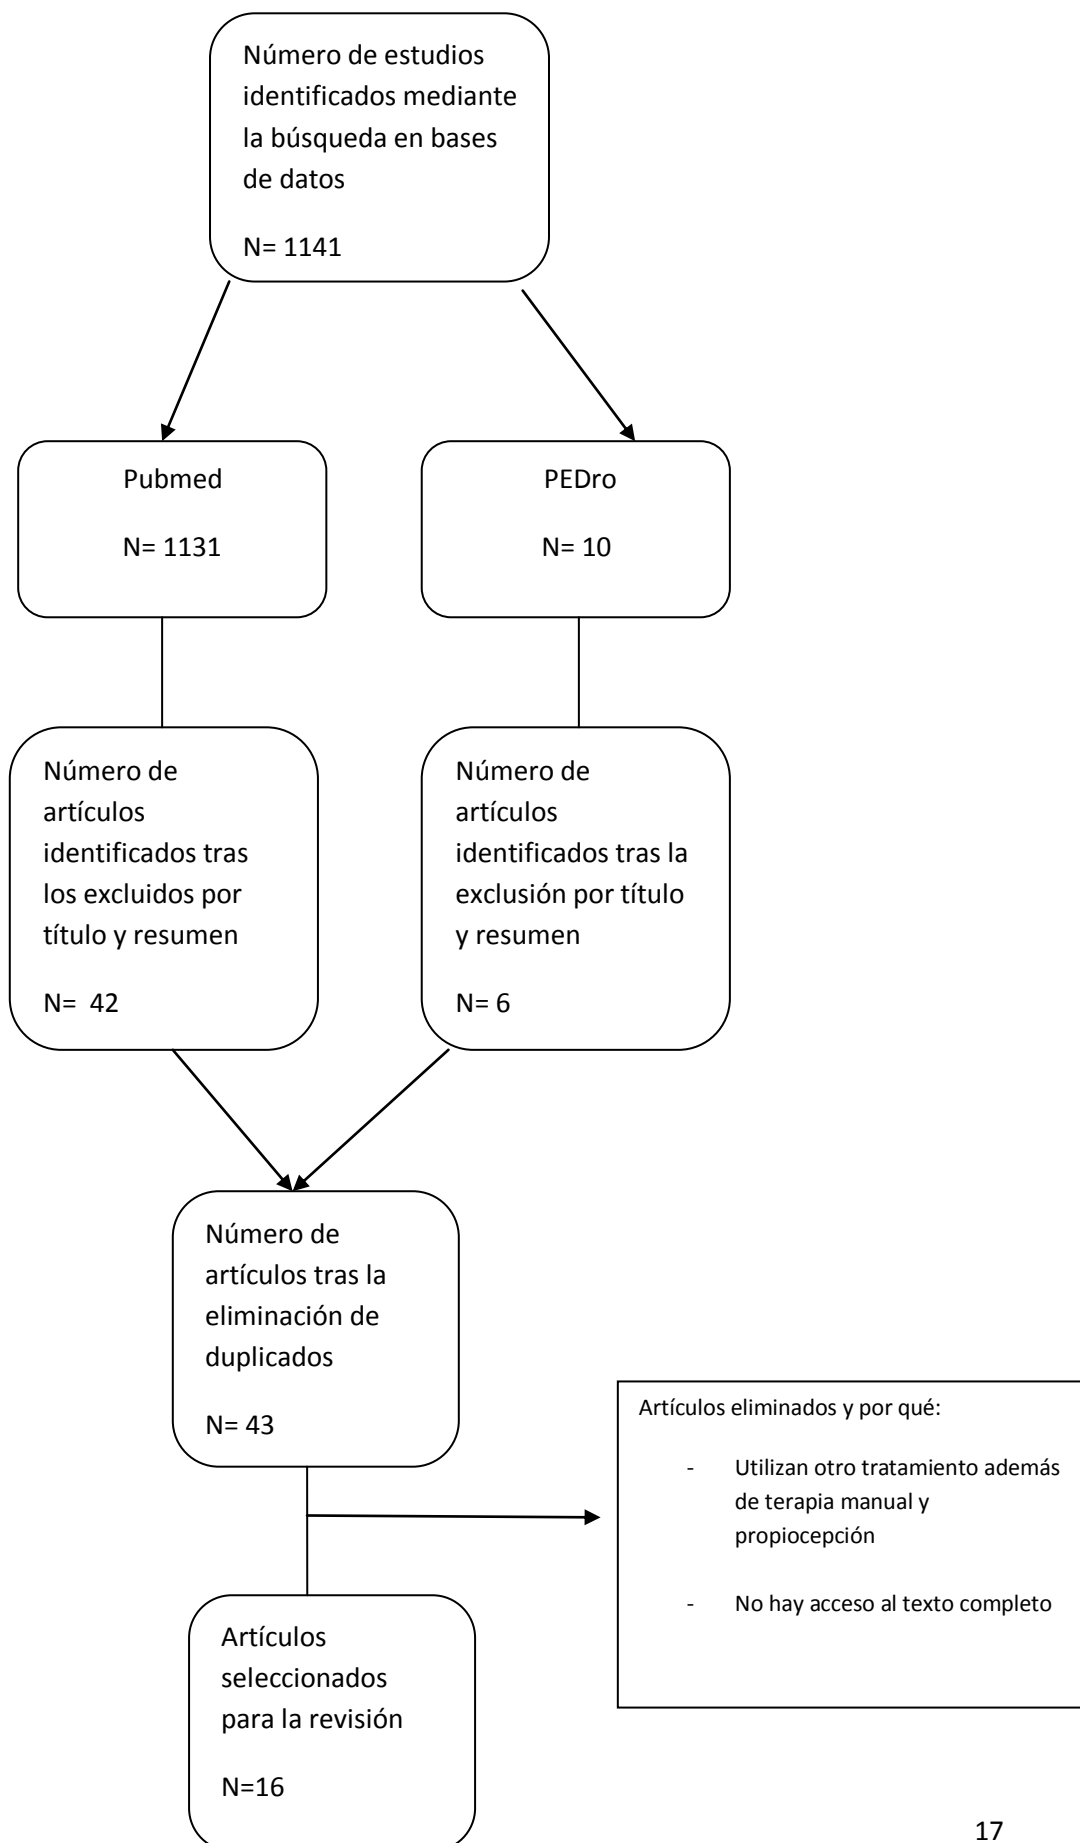 Número de estudios
identificados mediante
la búsqueda en bases
de datos
N= 1141
Pubmed
N= 1131
PEDro
N= 10
Número de
artículos
identificados tras
los excluidos por
título y resumen
N=  42
Número de
artículos
identificados tras la
exclusión por título
y resumen
N= 6
Número de
artículos tras la
eliminación de
duplicados
N= 43
Artículos eliminados y por qué:
- Utilizan otro tratamiento además
de terapia manual y
propiocepción
- No hay acceso al texto completo
Artículos
seleccionados
para la revisión
N=16
17